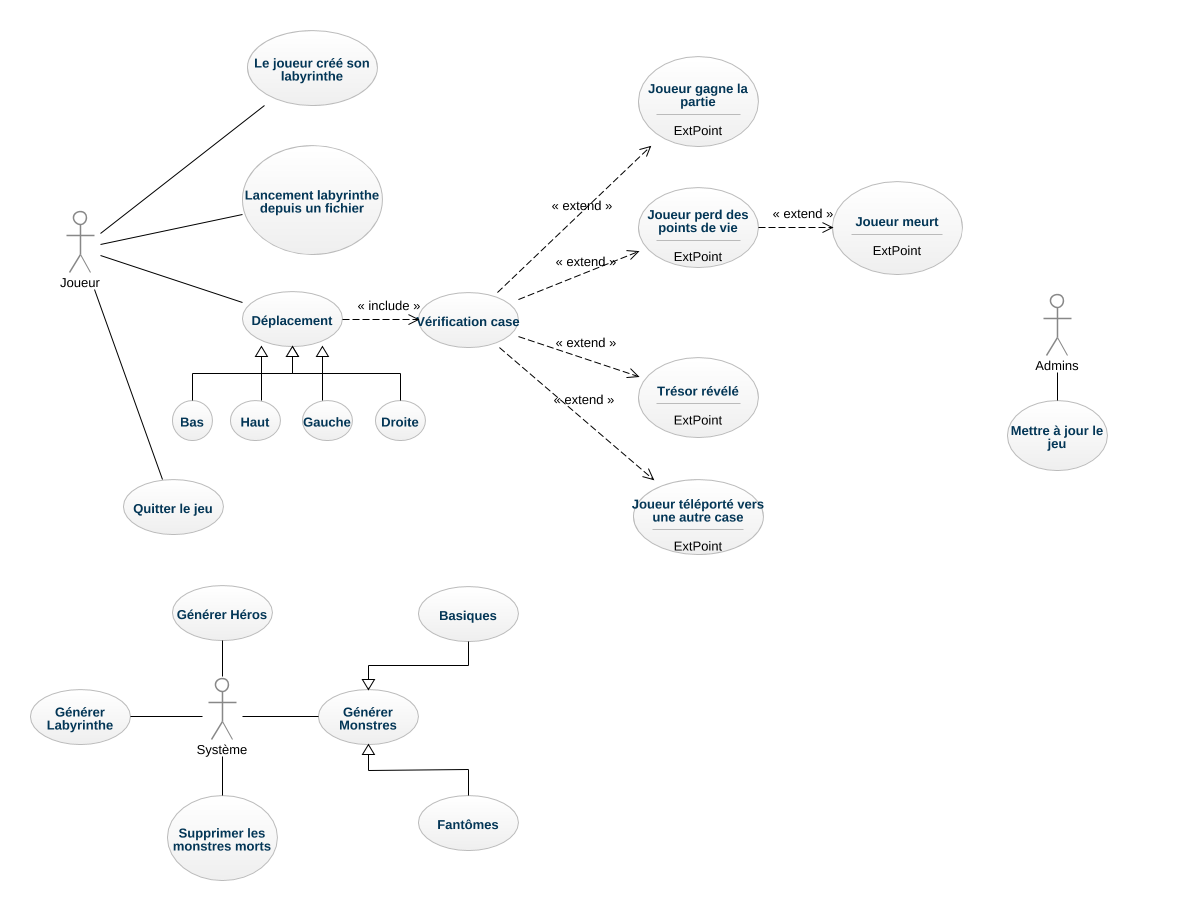 Le joueur créé son
labyrinthe
Joueur gagne la
partie
ExtPoint
Lancement labyrinthe
depuis un fichier
« extend »
Joueur perd des
points de vie
ExtPoint
« extend »
Joueur meurt
ExtPoint
Joueur
« extend »
Déplacement
« include »
Vérification case
« extend »
Admins
Trésor révélé
ExtPoint
« extend »
Bas
Haut
Gauche
Droite
Mettre à jour le
jeu
Quitter le jeu
Joueur téléporté vers
une autre case
ExtPoint
Générer Héros
Basiques
Générer
Labyrinthe
Système
Générer
Monstres
Supprimer les
monstres morts
Fantômes